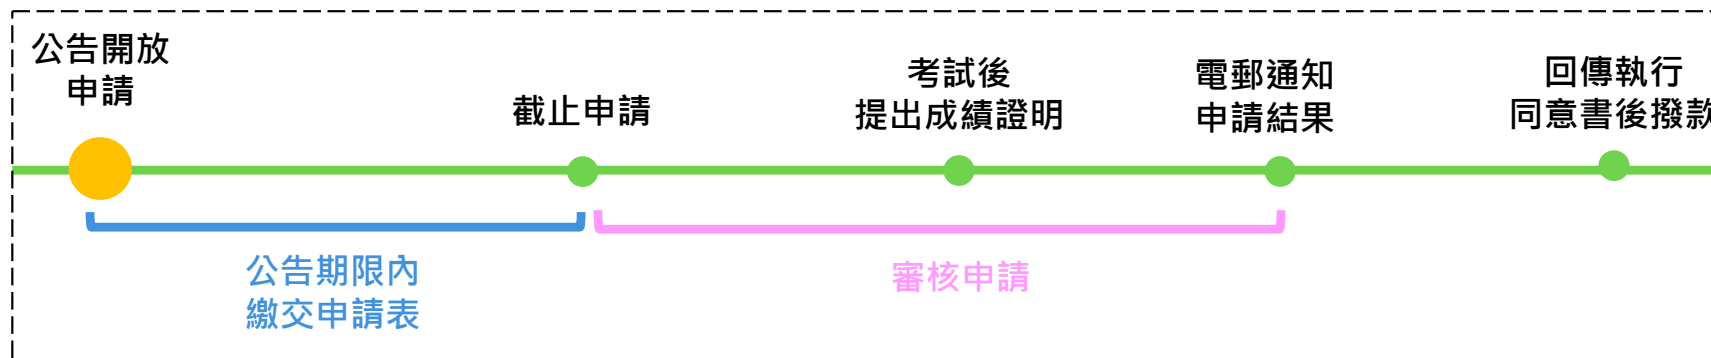 公告開放
申請
截止申請
考試後
提出成績證明
電郵通知
申請結果
回傳執行
同意書後撥款
公告期限內
繳交申請表
審核申請